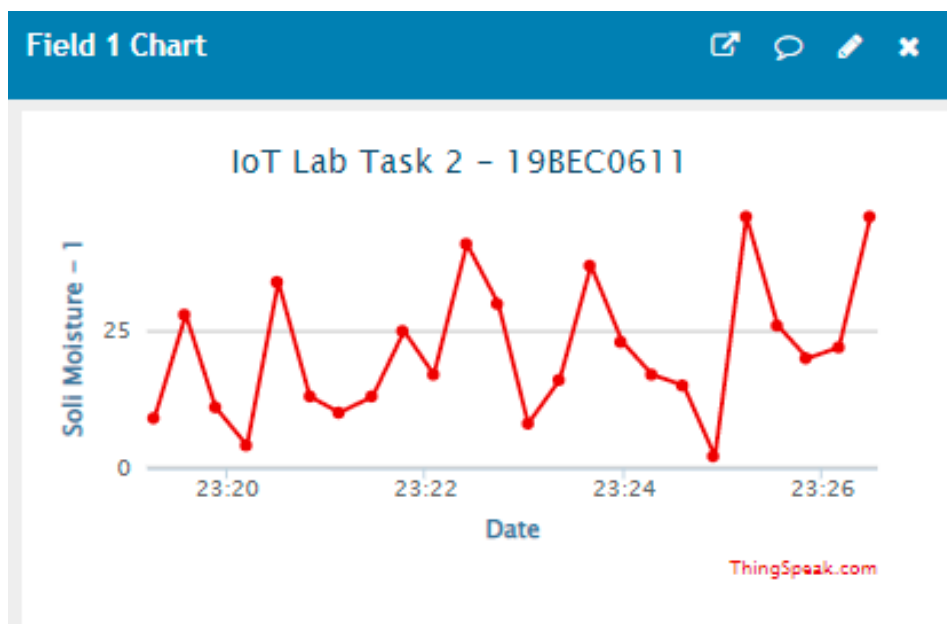 Field 1 Chart
IoT Lab Task 2 - 19BEC0611
Soli Moisture - 1
25
0
23:20 23:22 23:24 23:26
Date
ThingSpeak.com